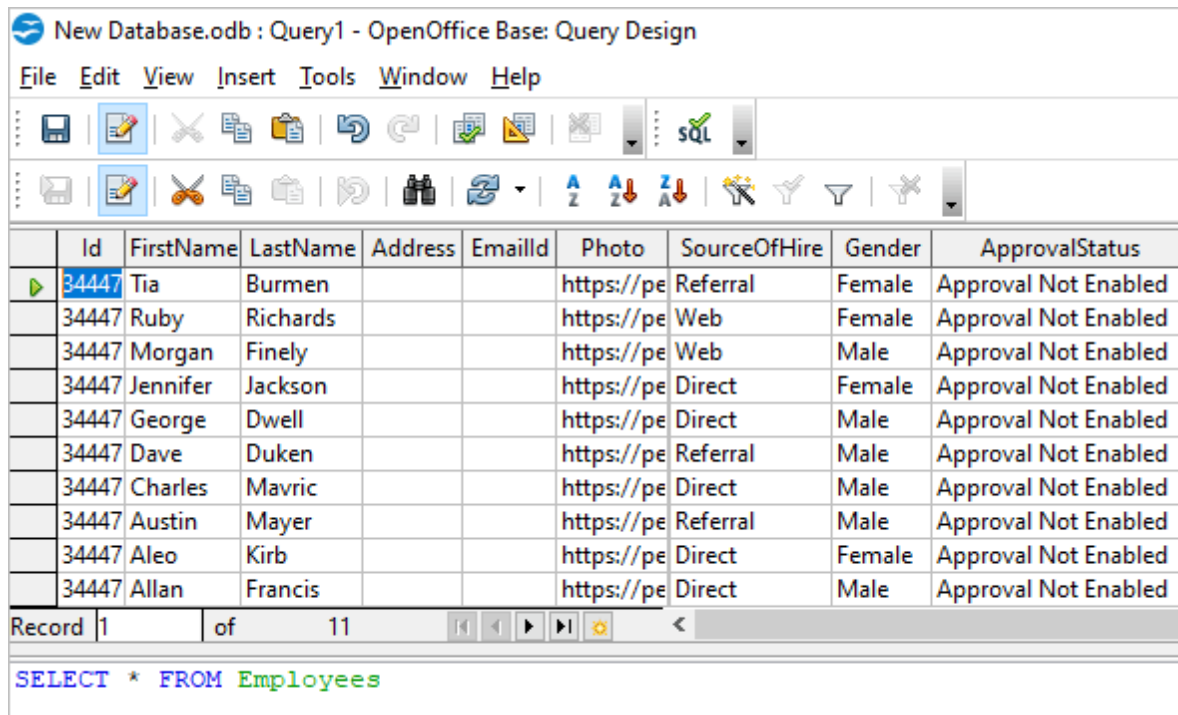 New Database.odb : Query1 - OpenOffice Base: Query Design
File Edit View Insert Tools Window Help
SQL
A Z A Z Z A
Id FirstName LastName Address EmailId Photo SourceOfHire Gender ApprovalStatus
34447 Tia Burmen https://pe Referral Female Approval Not Enabled
34447 Ruby Richards https://pe Web Female Approval Not Enabled
34447 Morgan Finely https://pe Web Male Approval Not Enabled
34447 Jennifer Jackson https://pe Direct Female Approval Not Enabled
34447 George Dwell https://pe Direct Male Approval Not Enabled
34447 Dave Duken https://pe Referral Male Approval Not Enabled
34447 Charles Mavric https://pe Direct Male Approval Not Enabled
34447 Austin Mayer https://pe Referral Male Approval Not Enabled
34447 Aleo Kirb https://pe Direct Female Approval Not Enabled
34447 Allan Francis https://pe Direct Male Approval Not Enabled
Record 1 of 11
SELECT * FROM Employees